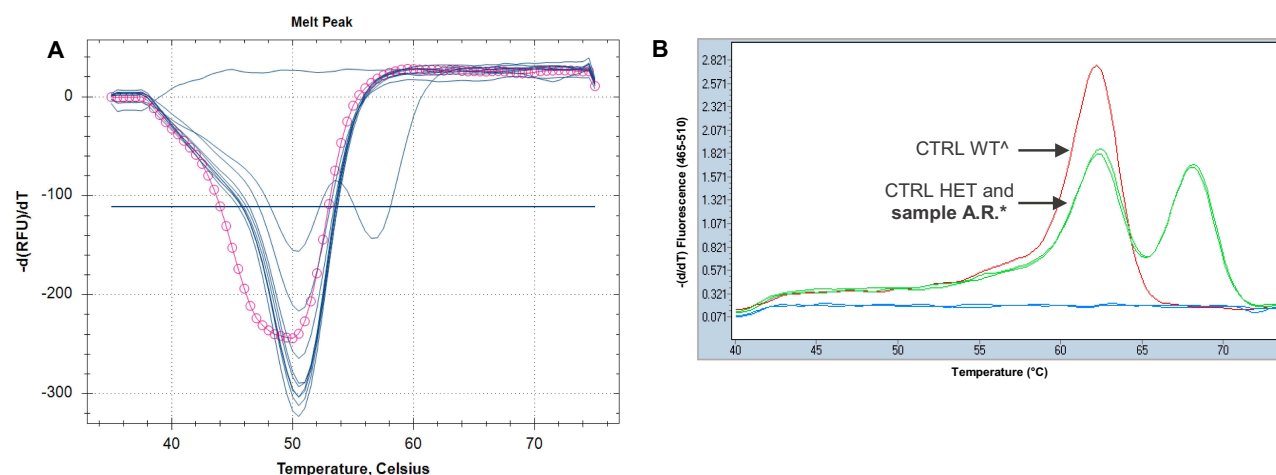 Melt Peak
A
0
-100
-200
-300
-d(RFU)/dT
40
50
60
70
Temperature, Celsius
B
2.821
2.571
2.321
2.071
1.821
1.571
1.321
1.071
0.821
0.571
0.321
0.071
-(d/dT) Fluorescence (465-510)
CTRL WT^
CTRL HET and
sample A.R.*
40
45
50
55
60
65
70
Temperature (°C)